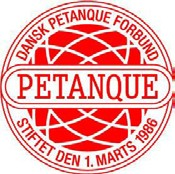 DANSK PETANQUE FORBUND
PETANQUE
STIFTET DEN 1. MARTS 1986